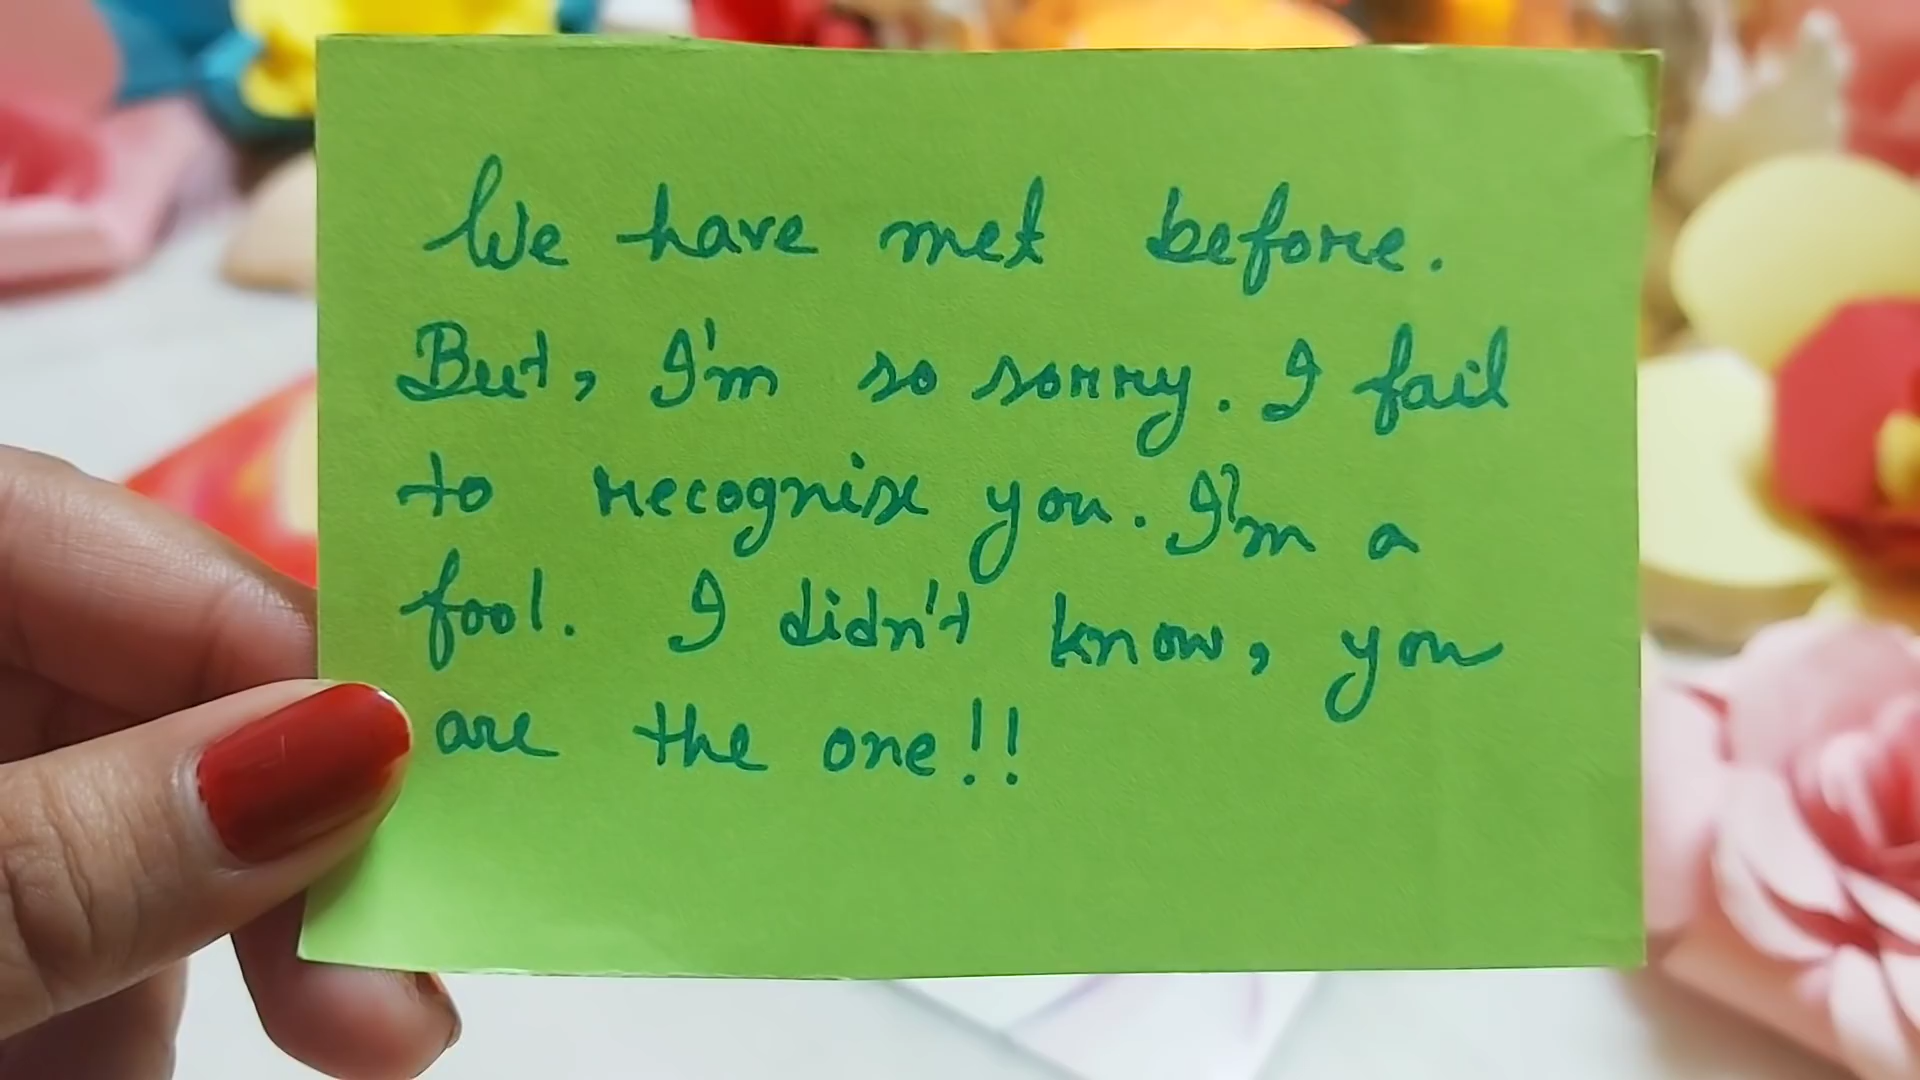 We have met before.
But, I'm so sorry. I fail
to recognise you. I'm a
fool. I didn't know, you
are the one!!